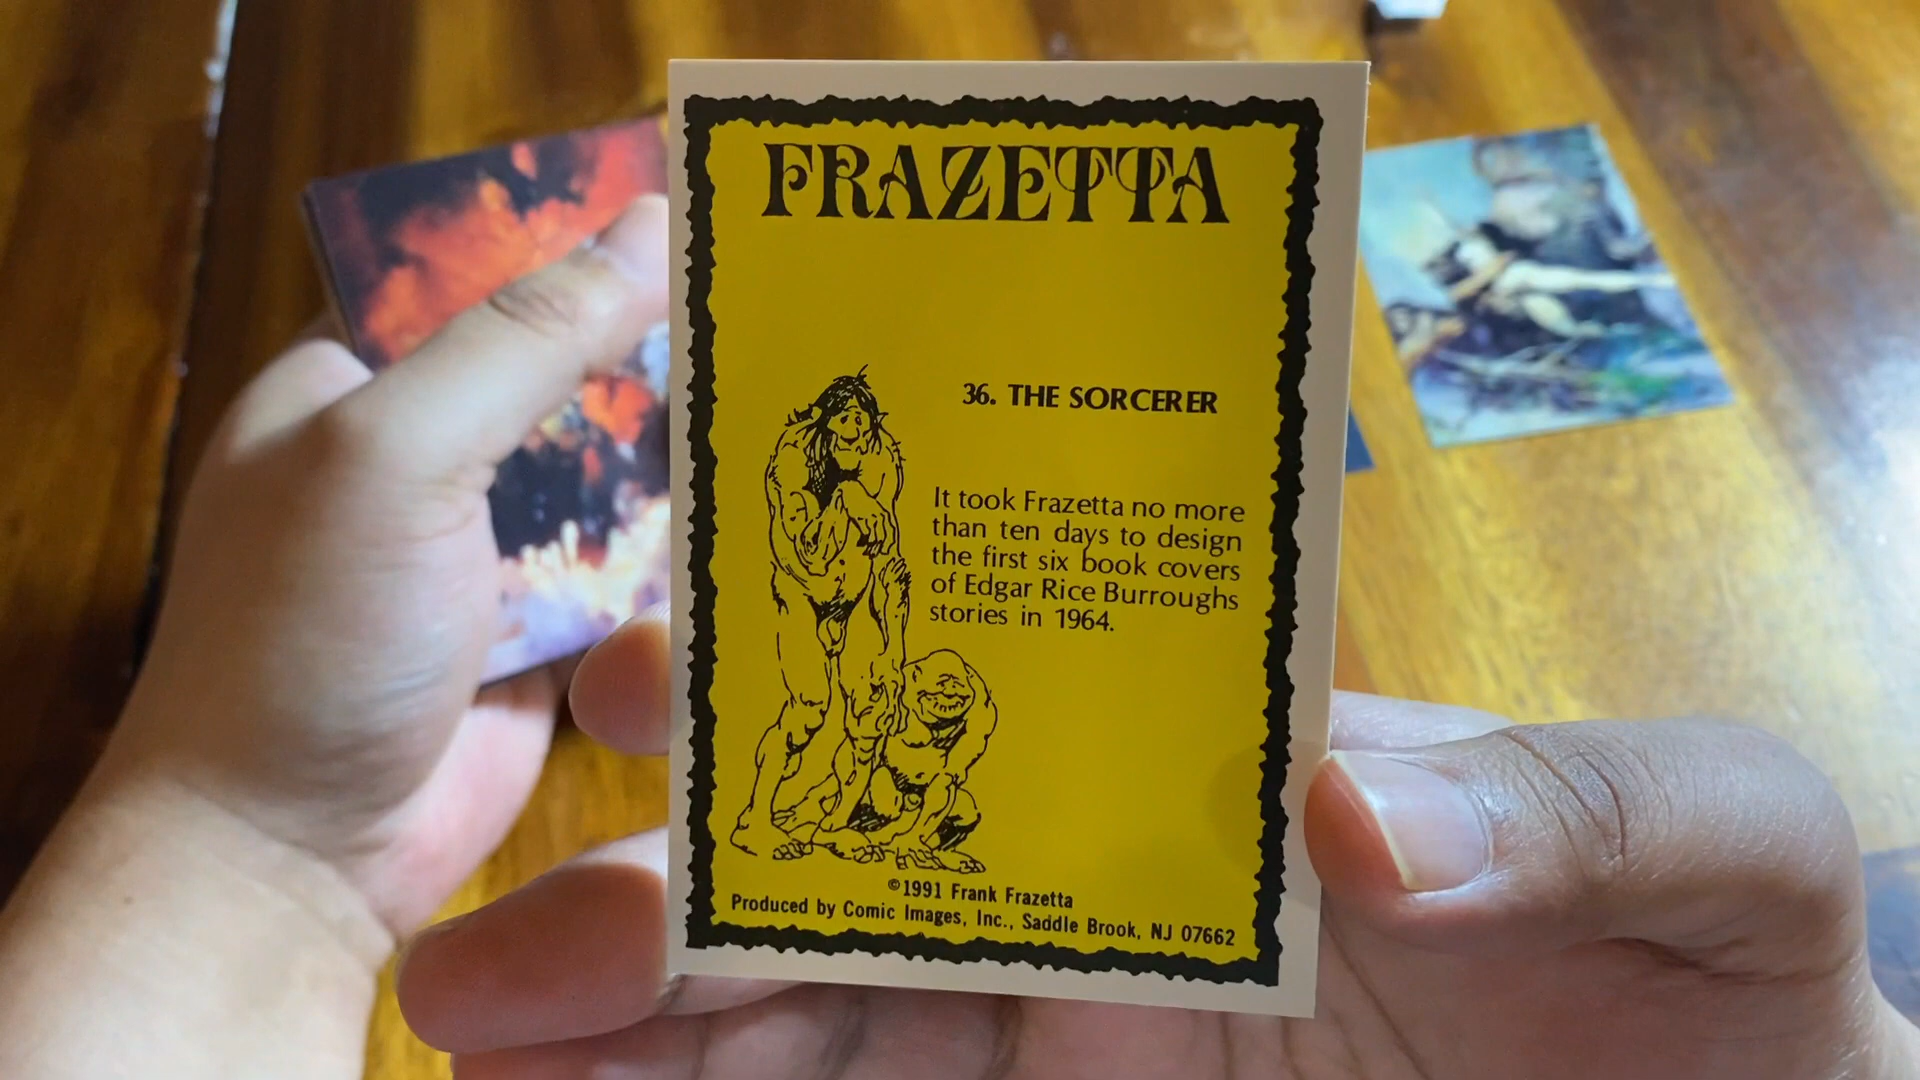 FRAZETTA
36. THE SORCERER
It took Frazetta no more
than ten days to design
the first six book covers
of Edgar Rice Burroughs
stories in 1964.
©1991 Frank Frazetta
Produced by Comic Images, Inc., Saddle Brook, NJ 07662